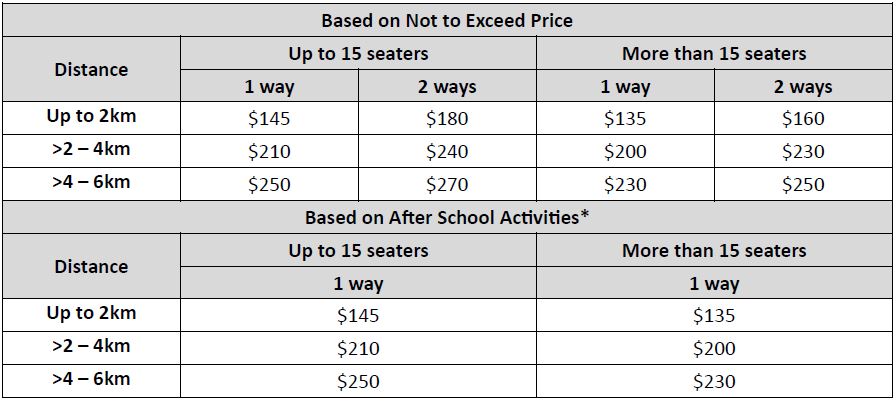 Based on Not to Exceed Price
Distance Up to 15 seaters More than 15 seaters
1 way 2 ways 1 way 2 ways
Up to 2km $145 $180 $135 $160
>2 – 4km $210 $240 $200 $230
>4 – 6km $250 $270 $230 $250
Based on After School Activities*
Distance Up to 15 seaters More than 15 seaters
1 way 1 way
Up to 2km $145 $135
>2 – 4km $210 $200
>4 – 6km $250 $230